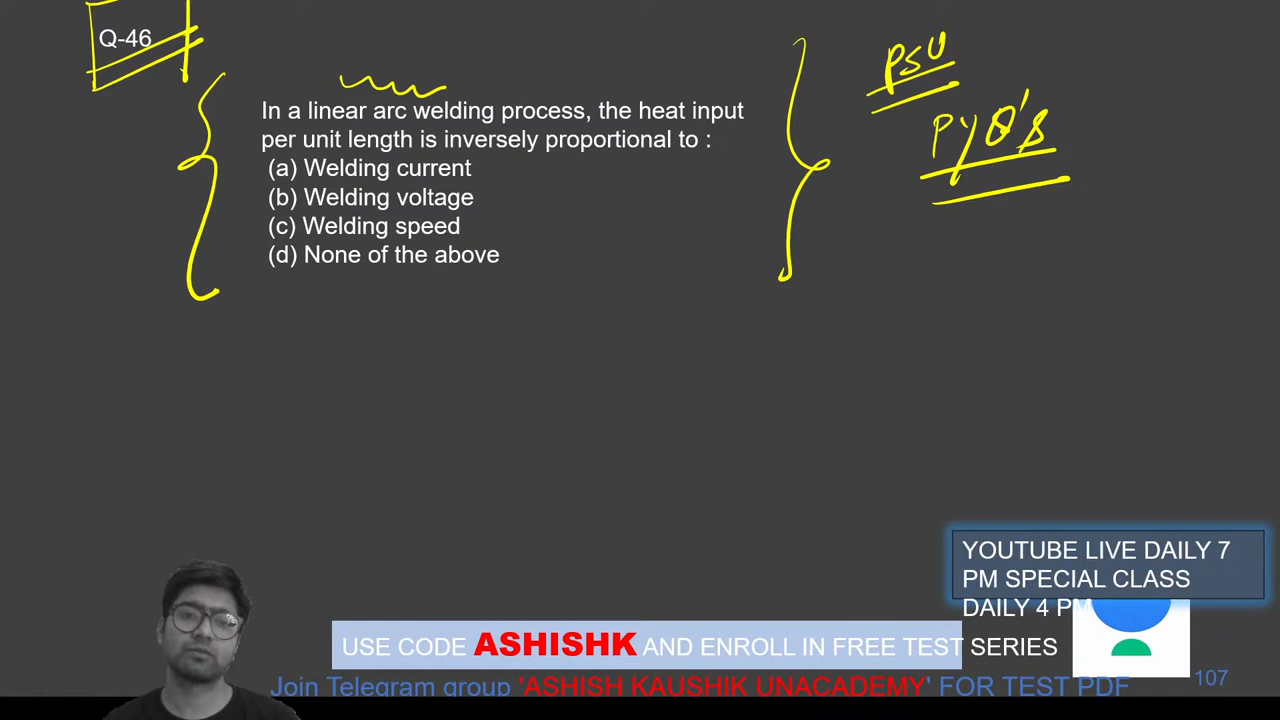 Q-46
PSU
PYQ's
In a linear arc welding process, the heat input
per unit length is inversely proportional to :
(a) Welding current
(b) Welding voltage
(c) Welding speed
(d) None of the above
YOUTUBE LIVE DAILY 7
PM SPECIAL CLASS
DAILY 4 PM
USE CODE ASHISHK AND ENROLL IN FREE TEST SERIES
Join Telegram group 'ASHISH KAUSHIK UNACADEMY' FOR TEST PDF
107